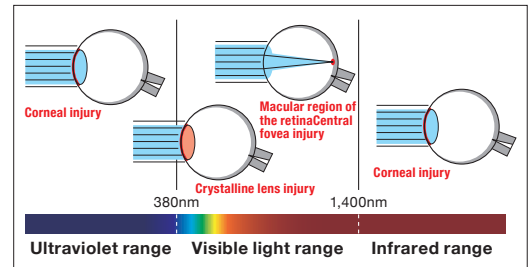 Corneal injury
Macular region of
the retinaCentral
fovea injury
Crystalline lens injury
Corneal injury
380nm
1,400nm
Ultraviolet range
Visible light range
Infrared range